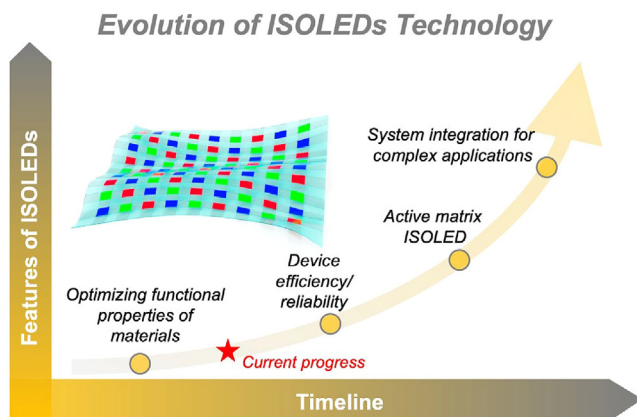 Evolution of ISOLEDs Technology
Features of ISOLEDs
System integration for
complex applications
Active matrix
ISOLED
Device
efficiency/
reliability
Optimizing functional
properties of
materials
Current progress
Timeline